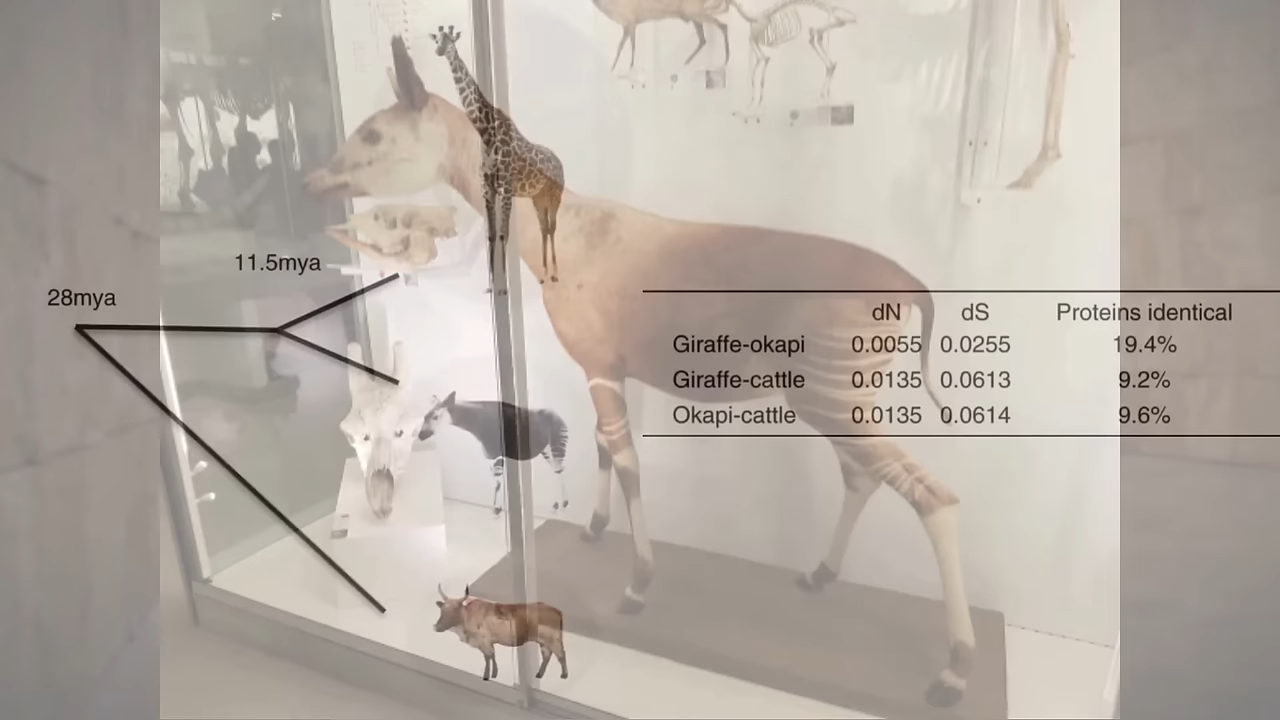 11.5mya
28mya
dN dS Proteins identical
Giraffe-okapi 0.0055 0.0255 19.4%
Giraffe-cattle 0.0135 0.0613 9.2%
Okapi-cattle 0.0135 0.0614 9.6%